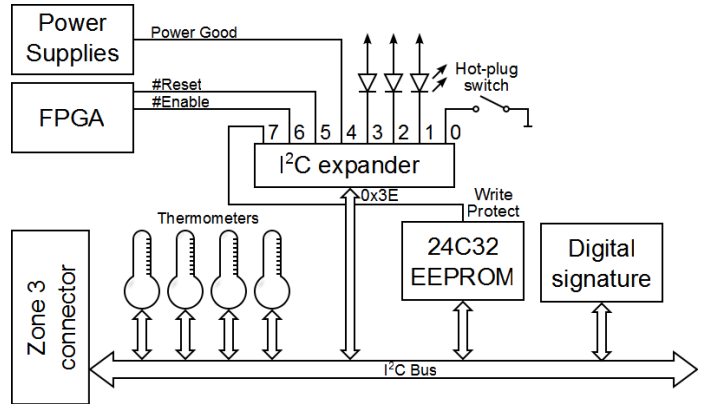 Power
Supplies
Power Good
#Reset
#Enable
FPGA
Hot-plug
switch
7 6 5 4 3 2 1 0
I²C expander
0x3E
Write
Protect
Thermometers
24C32
EEPROM
Digital
signature
Zone 3
connector
I²C Bus